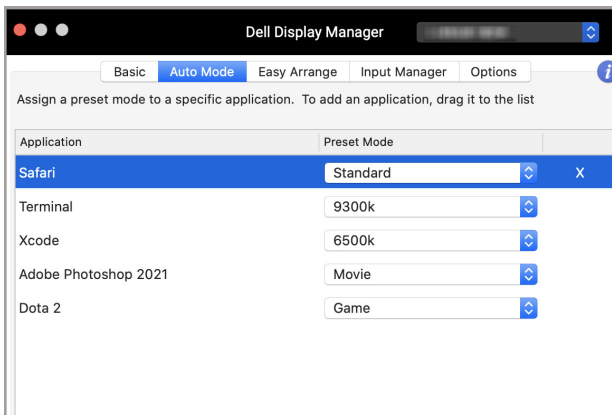 Dell Display Manager
Basic Auto Mode Easy Arrange Input Manager Options i
Assign a preset mode to a specific application. To add an application, drag it to the list
Application Preset Mode
Safari Standard X
Terminal 9300k
Xcode 6500k
Adobe Photoshop 2021 Movie
Dota 2 Game